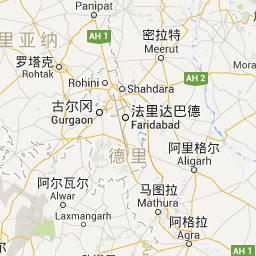 Panipat
AH 1
密拉特
Meerut
里亚纳
罗塔克
Rohtak
Rohini
Shahdara
AH 2
古尔冈
Gurgaon
法里达巴德
Faridabad
德里
阿里格尔
Aligarh
阿尔瓦尔
Alwar
马图拉
Mathura
Laxmangarh
阿格拉
Agra
AH 1